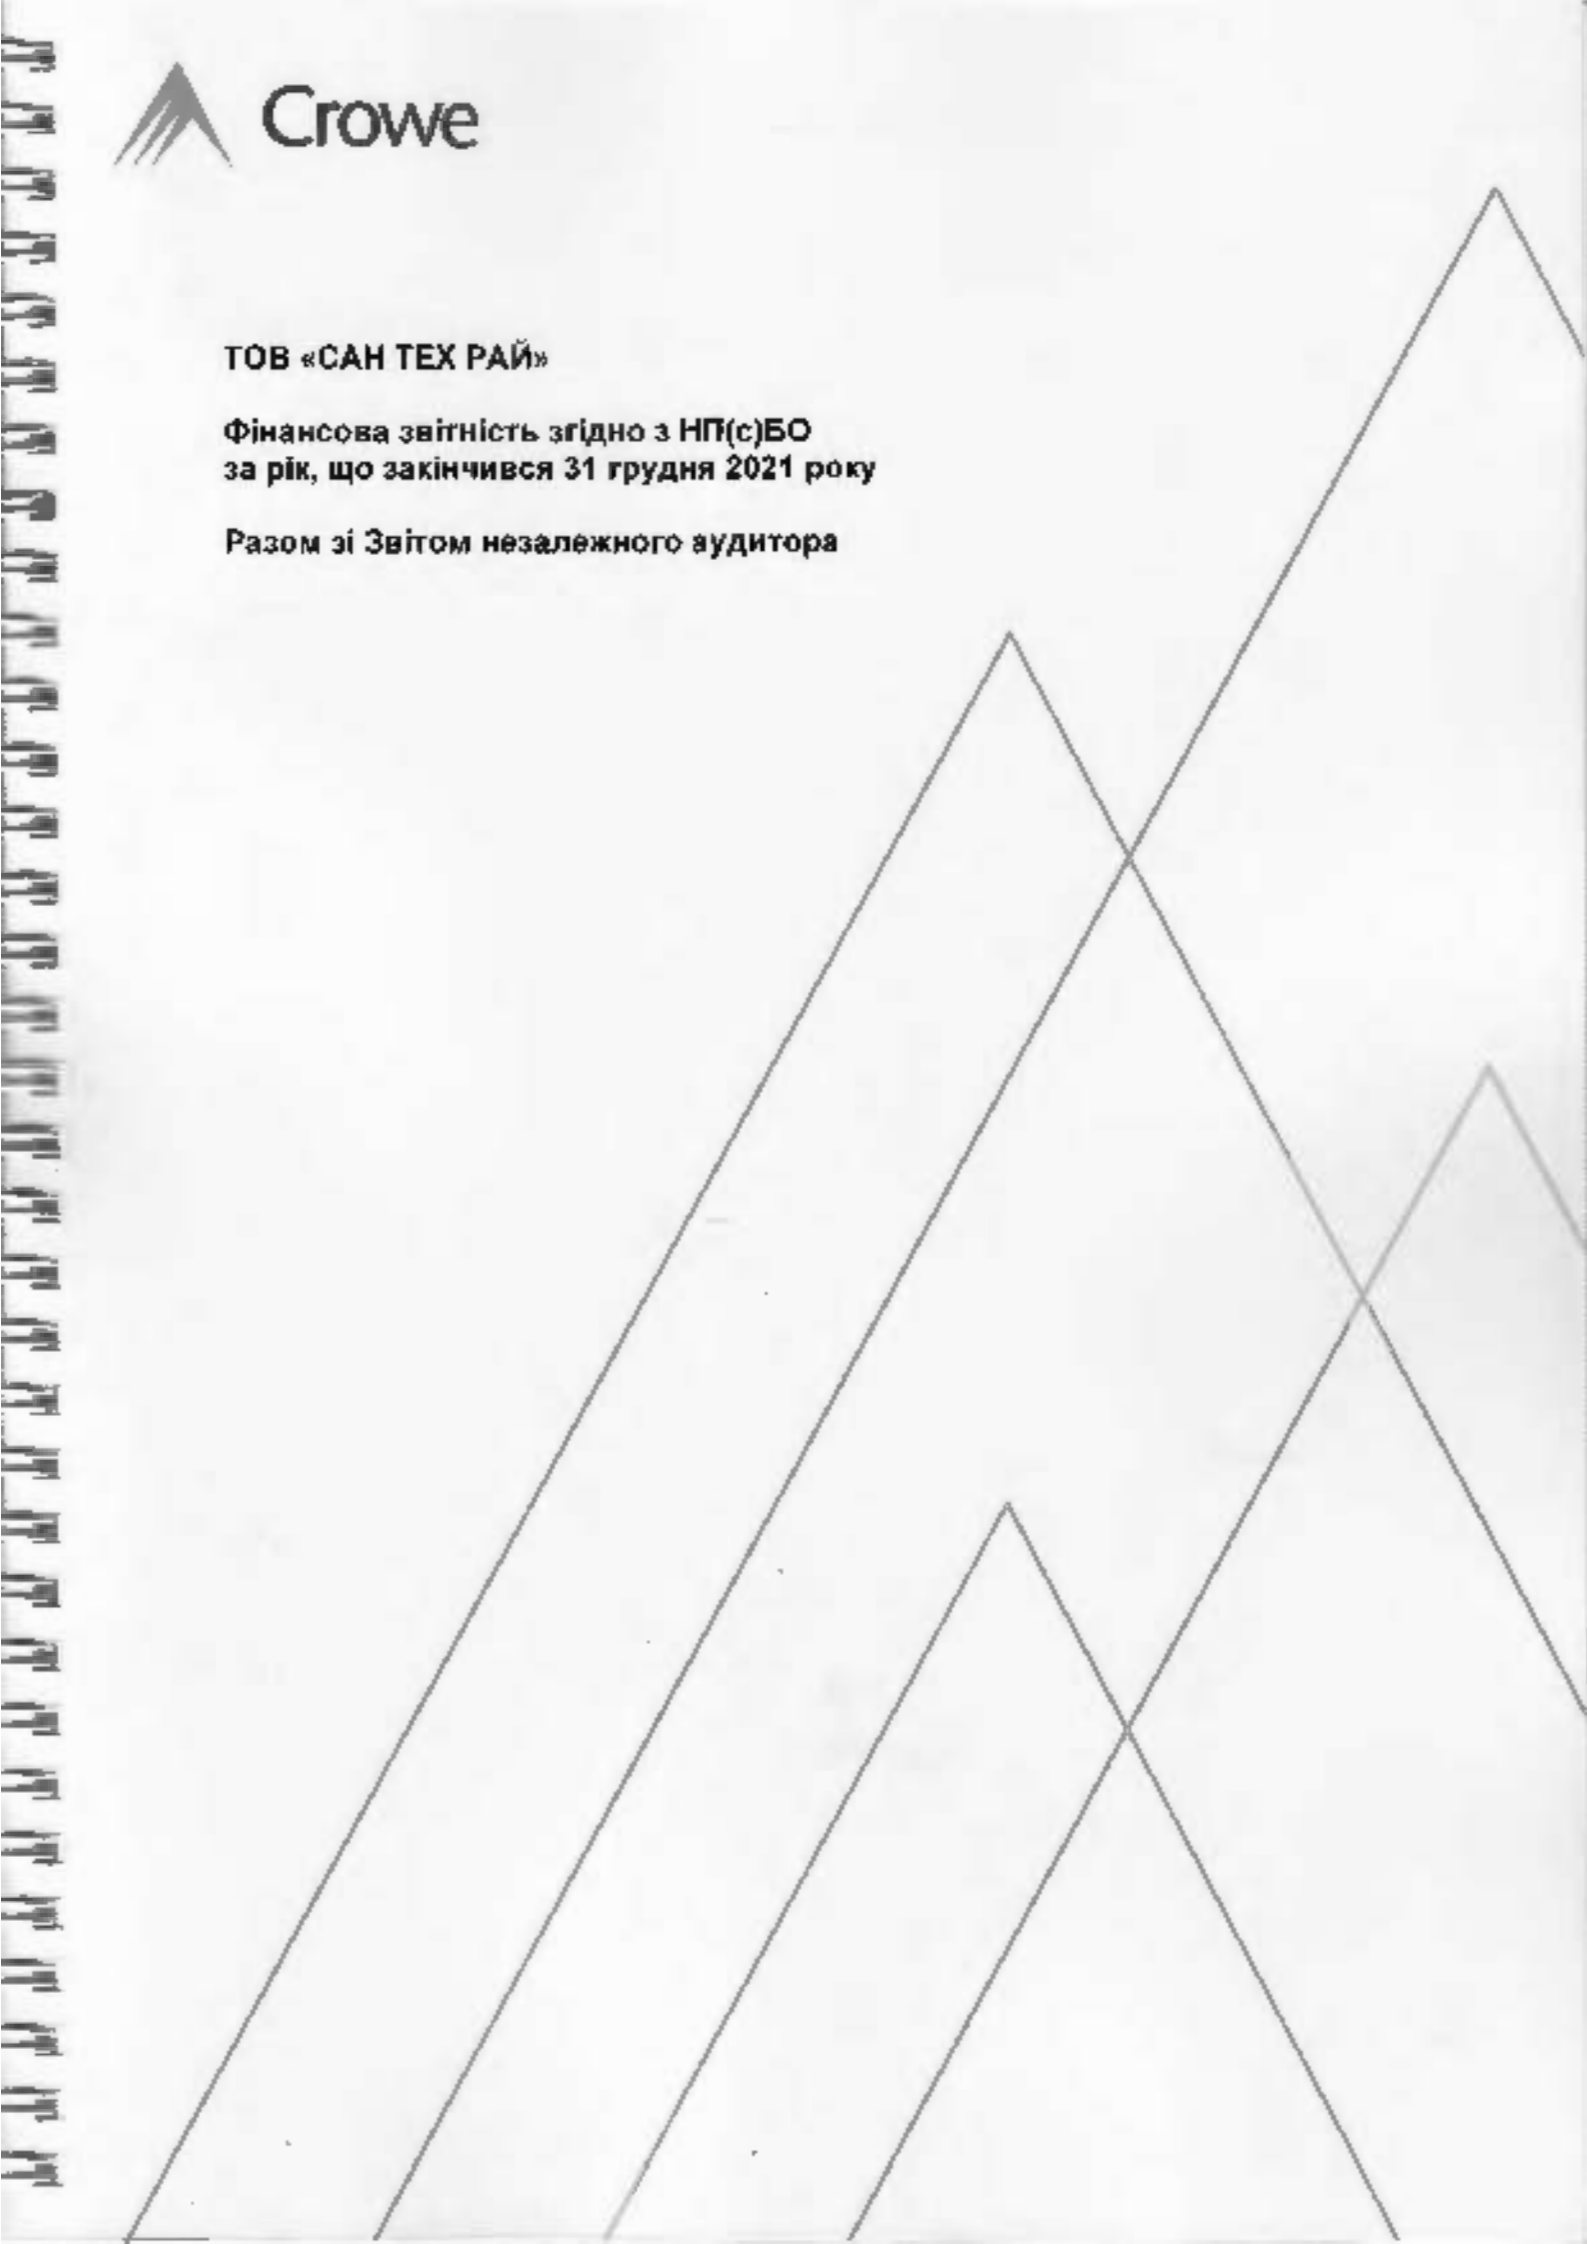 Crowe
ТОВ «САН ТЕХ РАЙ»
Фінансова звітність згідно з НП(с)БО
за рік, що закінчився 31 грудня 2021 року
Разом зі Звітом незалежного аудитора